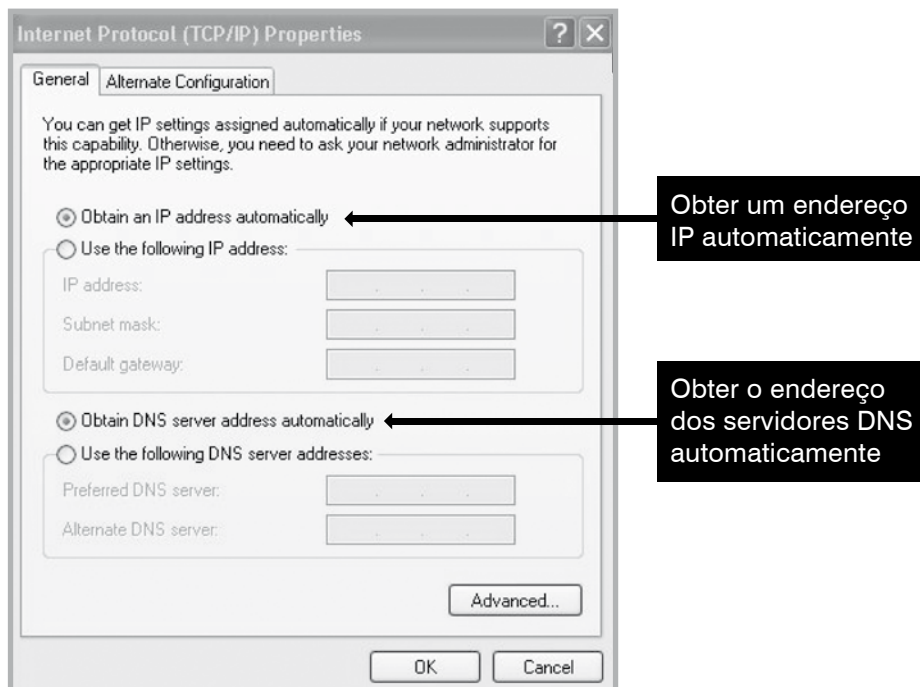 Internet Protocol (TCP/IP) Properties
General
Alternate Configuration
You can get IP settings assigned automatically if your network supports
this capability. Otherwise, you need to ask your network administrator for
the appropriate IP settings.
Obtain an IP address automatically
Obter um endereço
IP automaticamente
Use the following IP address:
IP address:
Subnet mask:
Default gateway:
Obtain DNS server address automatically
Obter o endereço
dos servidores DNS
automaticamente
Use the following DNS server addresses:
Preferred DNS server:
Alternate DNS server:
Advanced...
OK
Cancel